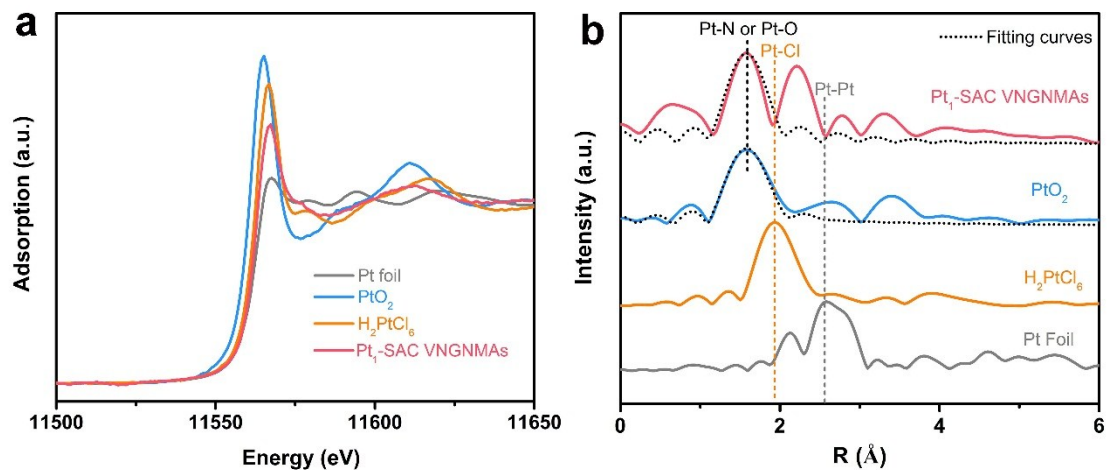 a
Adsorption (a.u.)
Pt foil
PtO₂
H₂PtCl₆
Pt₁-SAC VNGNMAs
11500 11550 11600 11650
Energy (eV)
b
Intensity (a.u.)
Pt-N or Pt-O
Fitting curves
Pt-Cl
Pt-Pt
Pt₁-SAC VNGNMAs
PtO₂
H₂PtCl₆
Pt Foil
0 2 4 6
R (Å)